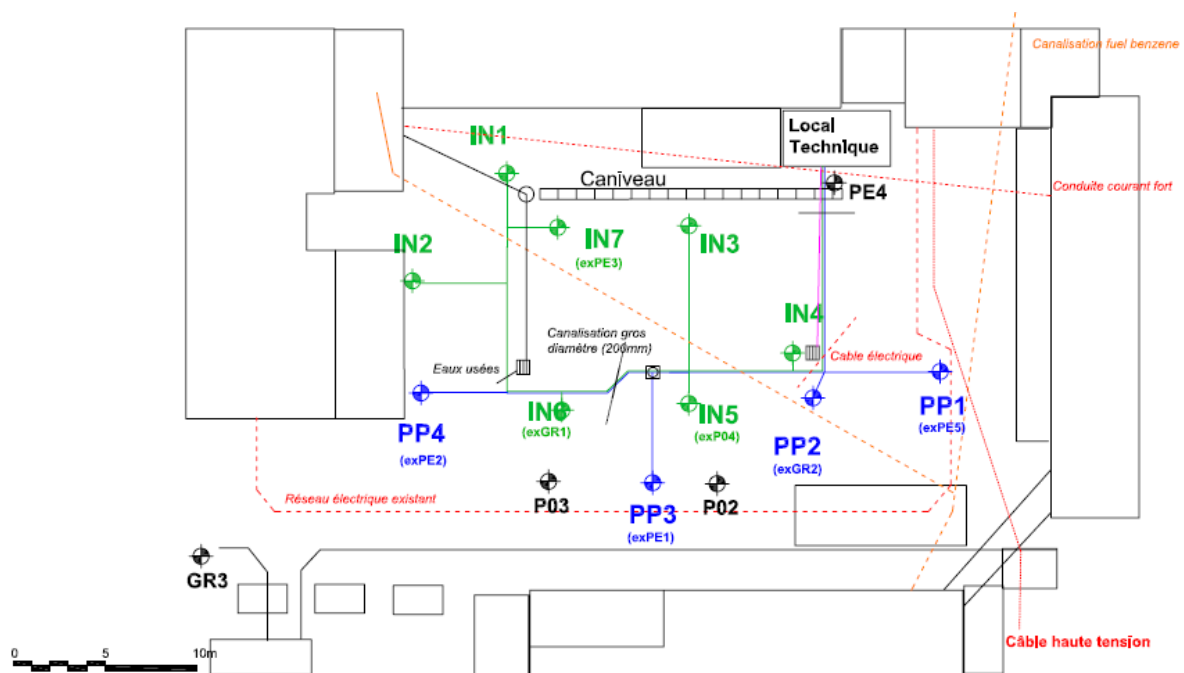 Canalisation fuel benzene
Local
Technique
IN1
Caniveau
PE4
Conduite courant fort
IN2
IN7
(exPE3)
IN3
IN4
Canalisation gros
diamètre (200mm)
Cable électrique
Eaux usées
PP4
(exPE2)
IN6
(exGR1)
IN5
(exP04)
PP2
(exGR2)
PP1
(exPE5)
Réseau électrique existant
P03
PP3
(exPE1)
P02
GR3
0 5 10m
Câble haute tension